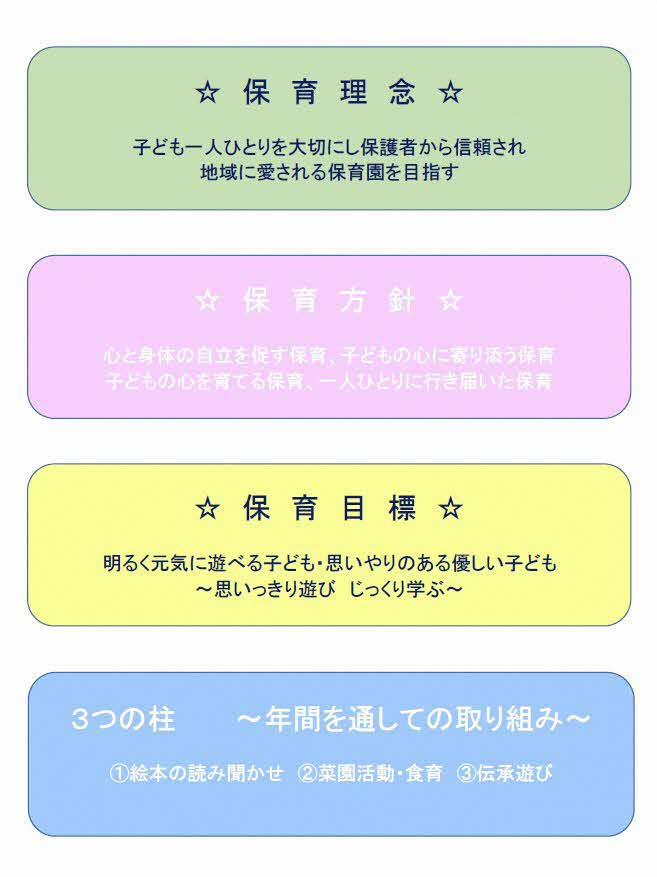 ☆ 保 育 理 念 ☆
子ども一人ひとりを大切にし保護者から信頼され
地域に愛される保育園を目指す
☆ 保 育 方 針 ☆
心と身体の自立を促す保育、子どもの心に寄り添う保育
子どもの心を育てる保育、一人ひとりに行き届いた保育
☆ 保 育 目 標 ☆
明るく元気に遊べる子ども・思いやりのある優しい子ども
～思いっきり遊び じっくり学ぶ～
３つの柱　　～年間を通しての取り組み～
①絵本の読み聞かせ ②菜園活動・食育 ③伝承遊び